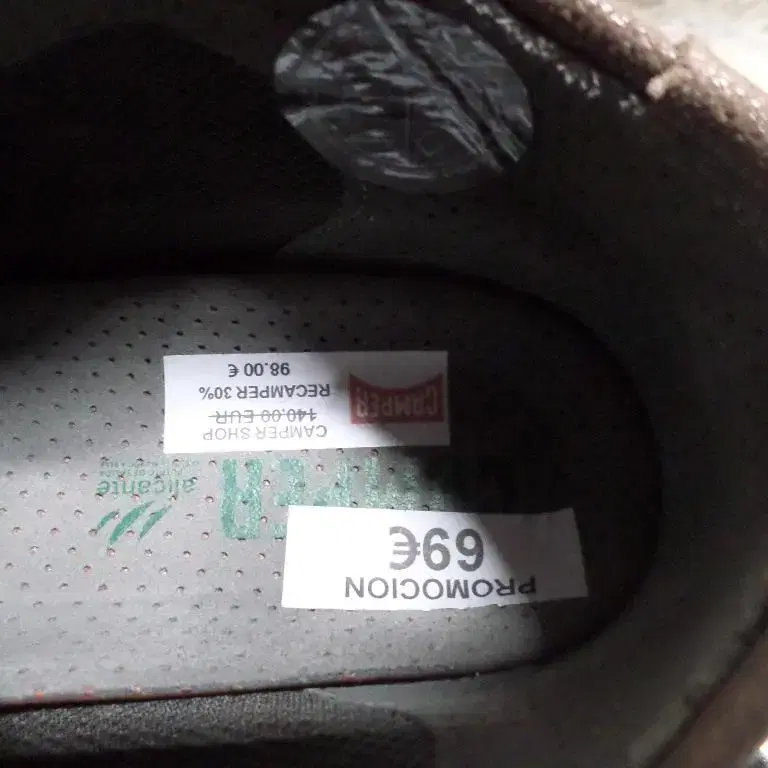 CAMPER SHOP
140.00 EUR
RECAMPER 30%
98.00 €
CAMPER
PROMOCION
69€
alicante